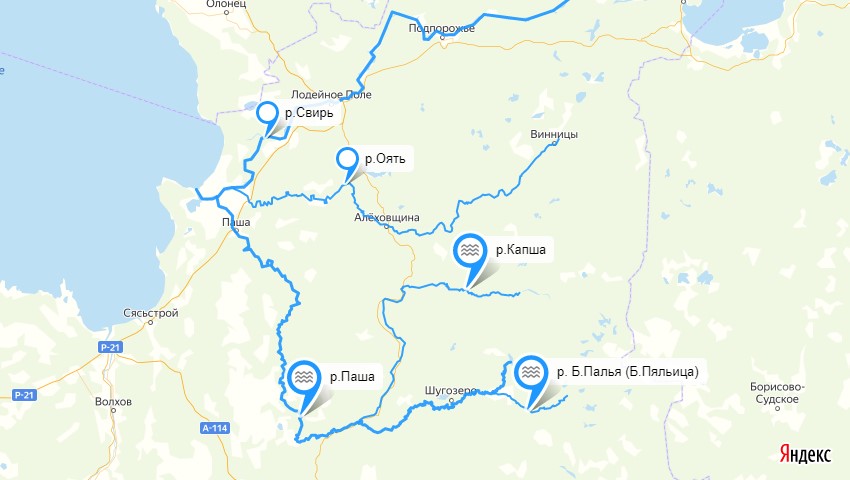 Олонец
Подпорожье
Лодейное Поле
р.Свирь
Винницы
р.Оять
Алёховщина
Паша
р.Капша
Сясьстрой
Р-21
р. Б.Палья (Б.Пяльица)
р.Паша
Шугозеро
Борисово-
Судское
Р-21
Волхов
А-114
Яндекс